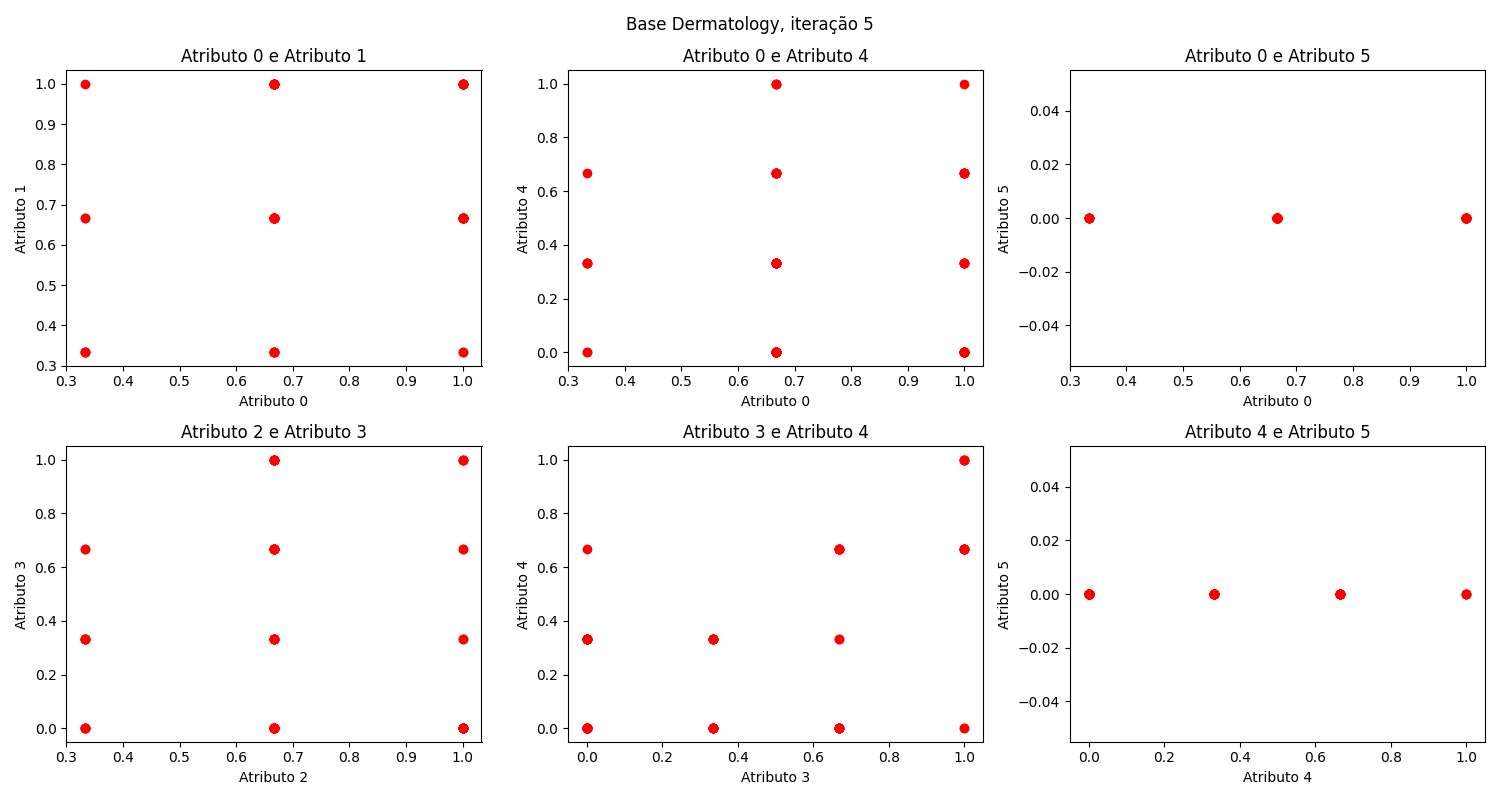 Base Dermatology, iteração 5
Atributo 0 e Atributo 1
1.0
0.9
0.8
0.7
0.6
0.5
0.4
0.3
Atributo 1
0.3 0.4 0.5 0.6 0.7 0.8 0.9 1.0
Atributo 0
Atributo 0 e Atributo 4
1.0
0.8
0.6
0.4
0.2
0.0
Atributo 4
0.3 0.4 0.5 0.6 0.7 0.8 0.9 1.0
Atributo 0
Atributo 0 e Atributo 5
0.04
0.02
0.00
−0.02
−0.04
Atributo 5
0.3 0.4 0.5 0.6 0.7 0.8 0.9 1.0
Atributo 0
Atributo 2 e Atributo 3
1.0
0.8
0.6
0.4
0.2
0.0
Atributo 3
0.3 0.4 0.5 0.6 0.7 0.8 0.9 1.0
Atributo 2
Atributo 3 e Atributo 4
1.0
0.8
0.6
0.4
0.2
0.0
Atributo 4
0.0 0.2 0.4 0.6 0.8 1.0
Atributo 3
Atributo 4 e Atributo 5
0.04
0.02
0.00
−0.02
−0.04
Atributo 5
0.0 0.2 0.4 0.6 0.8 1.0
Atributo 4